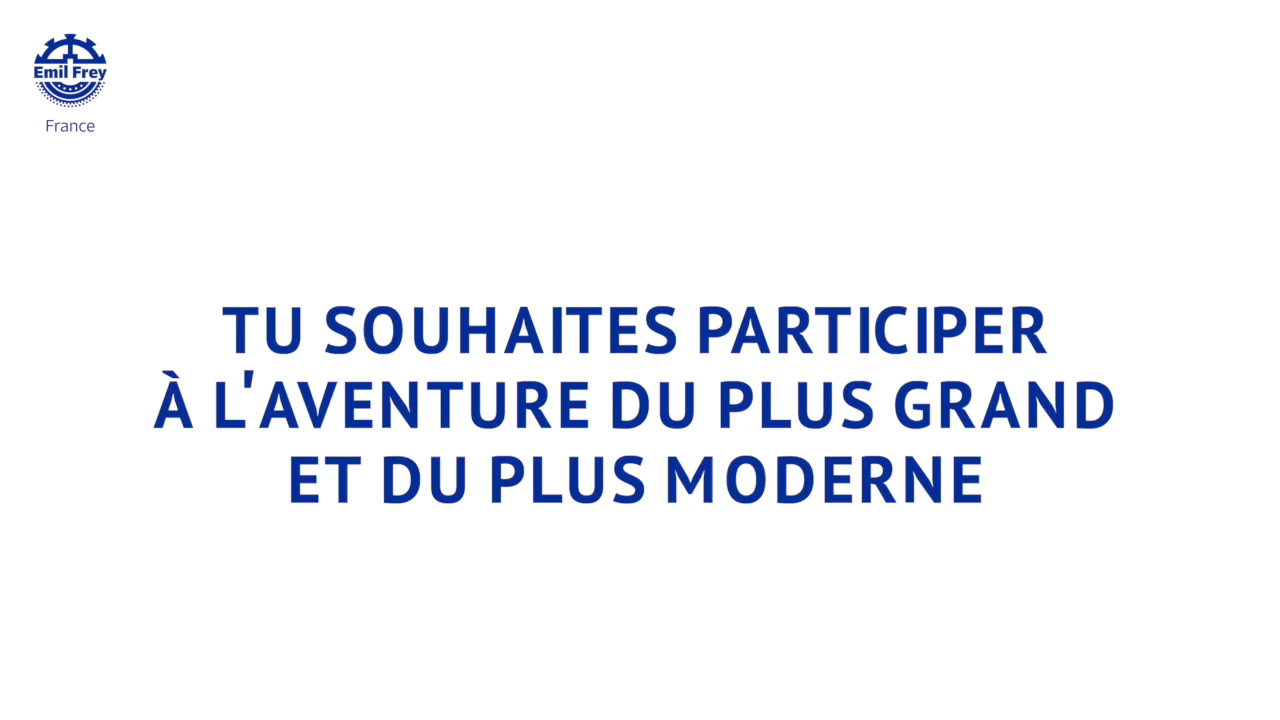 Emil Frey
France
TU SOUHAITES PARTICIPER
À L'AVENTURE DU PLUS GRAND
ET DU PLUS MODERNE